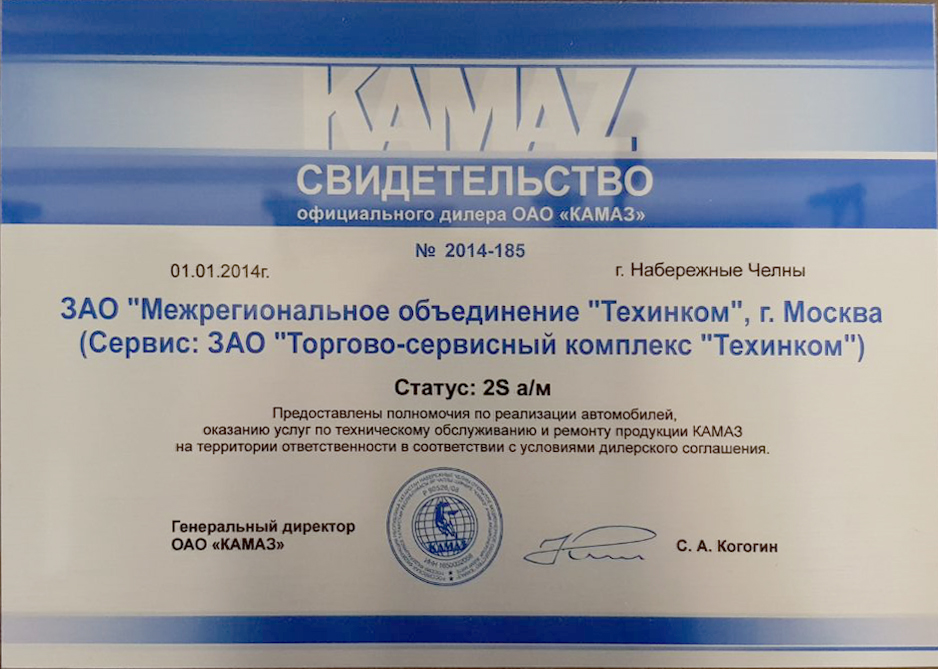 KAMAZ
СВИДЕТЕЛЬСТВО
официального дилера ОАО «КАМАЗ»
№ 2014-185
01.01.2014г. г. Набережные Челны
ЗАО "Межрегиональное объединение "Техинком", г. Москва
(Сервис: ЗАО "Торгово-сервисный комплекс "Техинком")
Статус: 2S а/м
Предоставлены полномочия по реализации автомобилей,
оказанию услуг по техническому обслуживанию и ремонту продукции КАМАЗ
на территории ответственности в соответствии с условиями дилерского соглашения.
Генеральный директор
ОАО «КАМАЗ»
КАМАЗ
С. А. Когогин